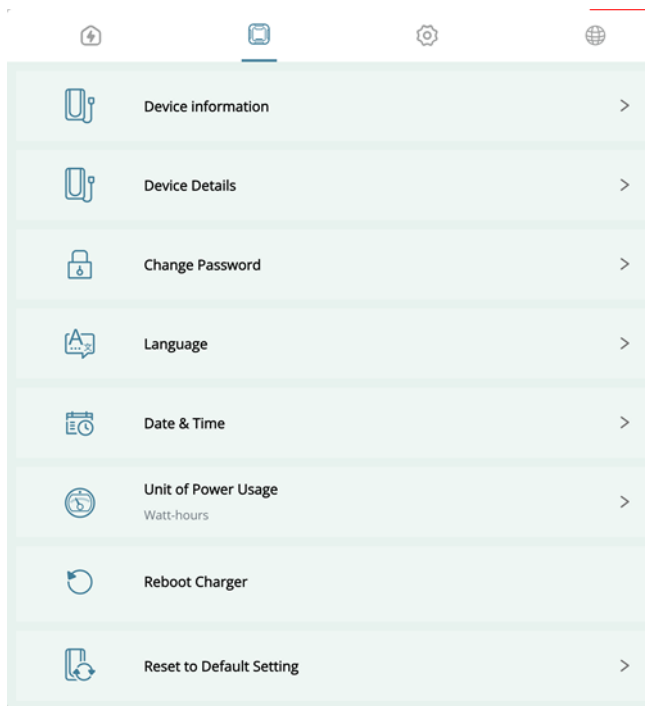 Device information
Device Details
Change Password
Language
Date & Time
Unit of Power Usage
Watt-hours
Reboot Charger
Reset to Default Setting